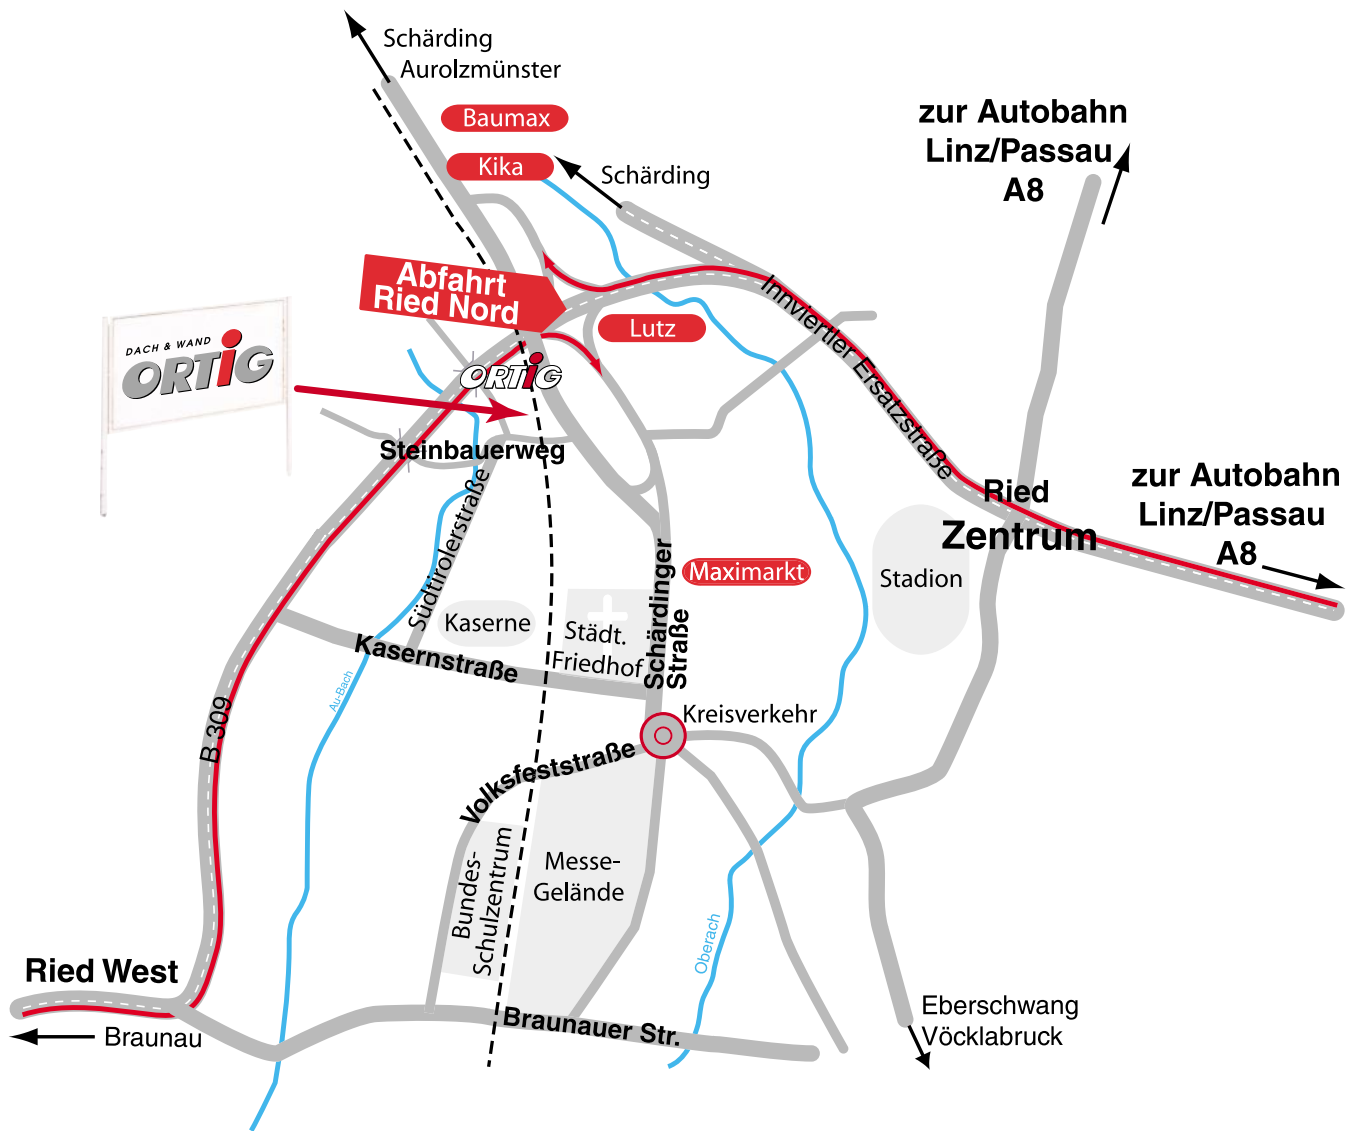 Schärding
Aurolzmünster
Baumax
Kika
Schärding
zur Autobahn
Linz/Passau
A8
Abfahrt
Ried Nord
Lutz
Innviertler Ersatzstraße
DACH & WAND
ORTiG
ORTiG
Steinbauerweg
Südtirolerstraße
Ried
Zentrum
zur Autobahn
Linz/Passau
A8
Stadion
Maximarkt
Schärdinger
Straße
Kaserne
Städt.
Friedhof
Kasernstraße
Au-Bach
B 309
Kreisverkehr
Volksfeststraße
Bundes-
Schulzentrum
Messe-
Gelände
Oberach
Ried West
Braunau
Braunauer Str.
Eberschwang
Vöcklabruck